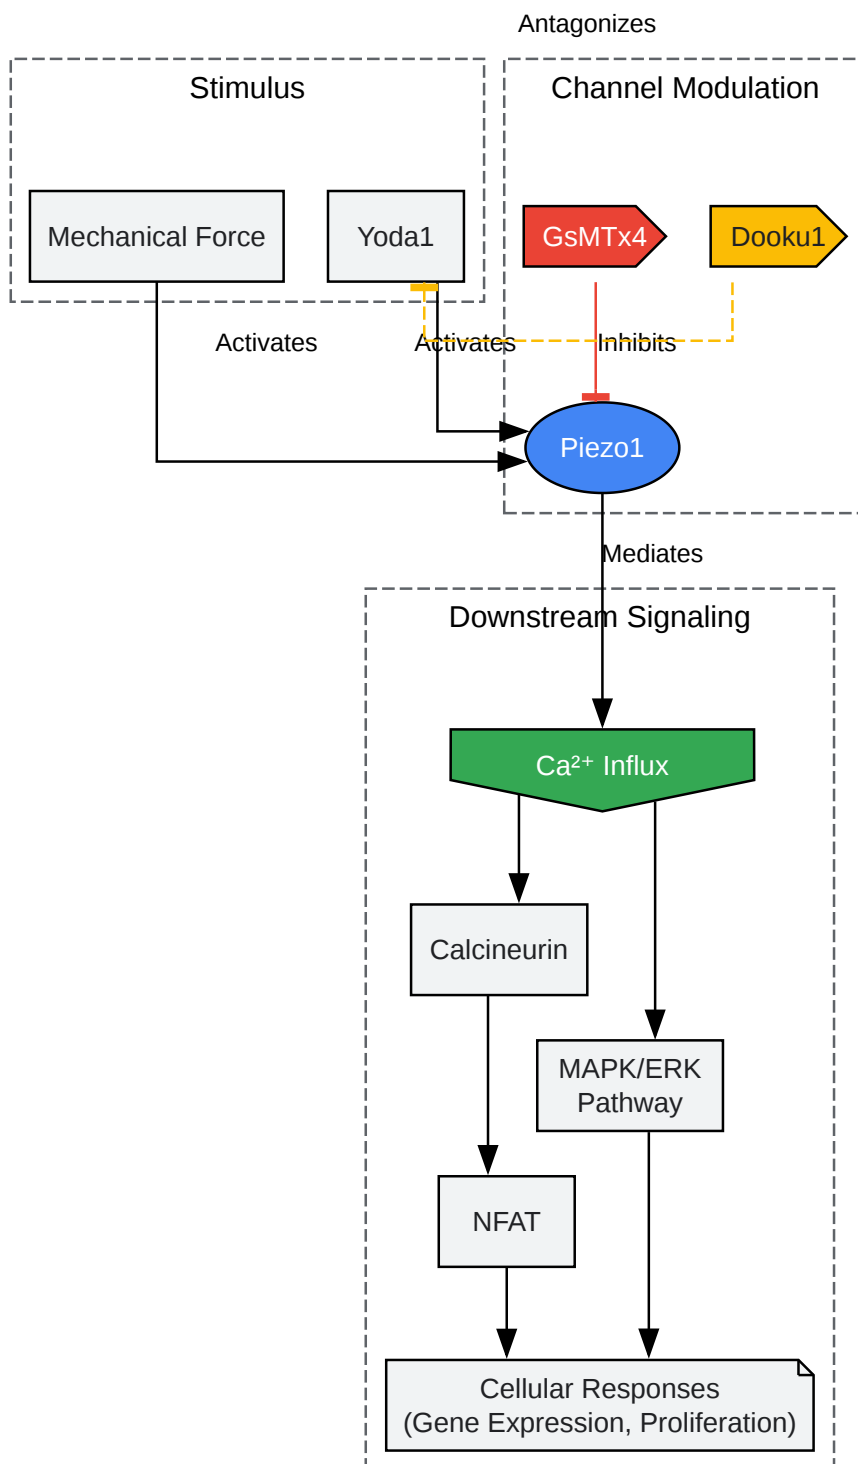 Antagonizes
Stimulus
Channel Modulation
Mechanical Force
Yoda1
GsMTx4
Dooku1
Activates
Activates
Inhibits
Piezo1
Mediates
Downstream Signaling
Ca²⁺ Influx
Calcineurin
MAPK/ERK
Pathway
NFAT
Cellular Responses
(Gene Expression, Proliferation)